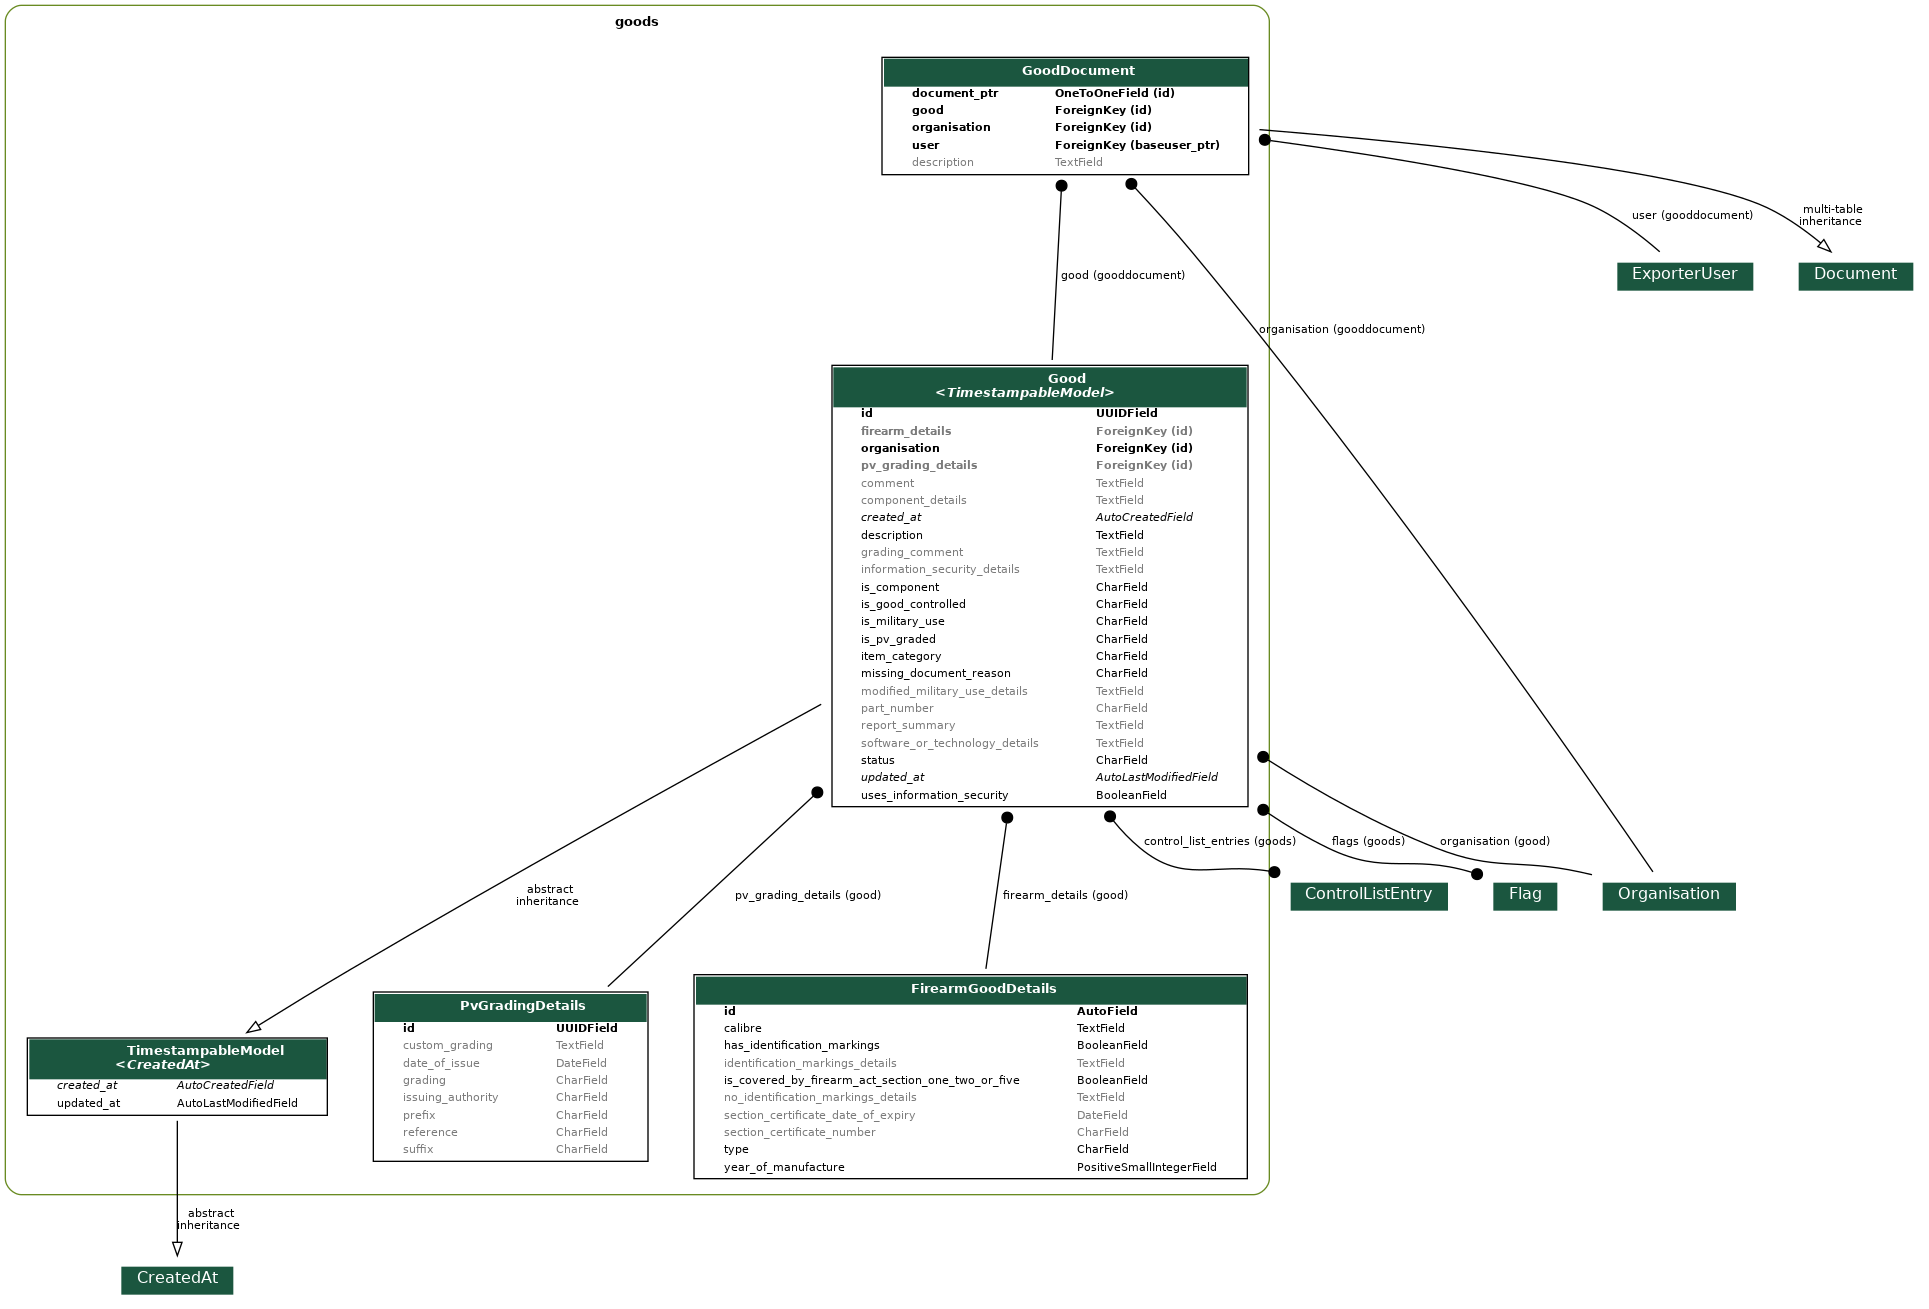 goods
GoodDocument
document_ptr OneToOneField (id)
good ForeignKey (id)
organisation ForeignKey (id)
user ForeignKey (baseuser_ptr)
description TextField
user (gooddocument)
multi-table
inheritance
ExporterUser
Document
good (gooddocument)
organisation (gooddocument)
Good
<TimestampableModel>
id UUIDField
firearm_details ForeignKey (id)
organisation ForeignKey (id)
pv_grading_details ForeignKey (id)
comment TextField
component_details TextField
created_at AutoCreatedField
description TextField
grading_comment TextField
information_security_details TextField
is_component CharField
is_good_controlled CharField
is_military_use CharField
is_pv_graded CharField
item_category CharField
missing_document_reason CharField
modified_military_use_details TextField
part_number CharField
report_summary TextField
software_or_technology_details TextField
status CharField
updated_at AutoLastModifiedField
uses_information_security BooleanField
control_list_entries (goods)
flags (goods)
organisation (good)
abstract
inheritance
pv_grading_details (good)
firearm_details (good)
ControlListEntry
Flag
Organisation
TimestampableModel
<CreatedAt>
created_at AutoCreatedField
updated_at AutoLastModifiedField
PvGradingDetails
id UUIDField
custom_grading TextField
date_of_issue DateField
grading CharField
issuing_authority CharField
prefix CharField
reference CharField
suffix CharField
FirearmGoodDetails
id AutoField
calibre TextField
has_identification_markings BooleanField
identification_markings_details TextField
is_covered_by_firearm_act_section_one_two_or_five BooleanField
no_identification_markings_details TextField
section_certificate_date_of_expiry DateField
section_certificate_number CharField
type CharField
year_of_manufacture PositiveSmallIntegerField
abstract
inheritance
CreatedAt